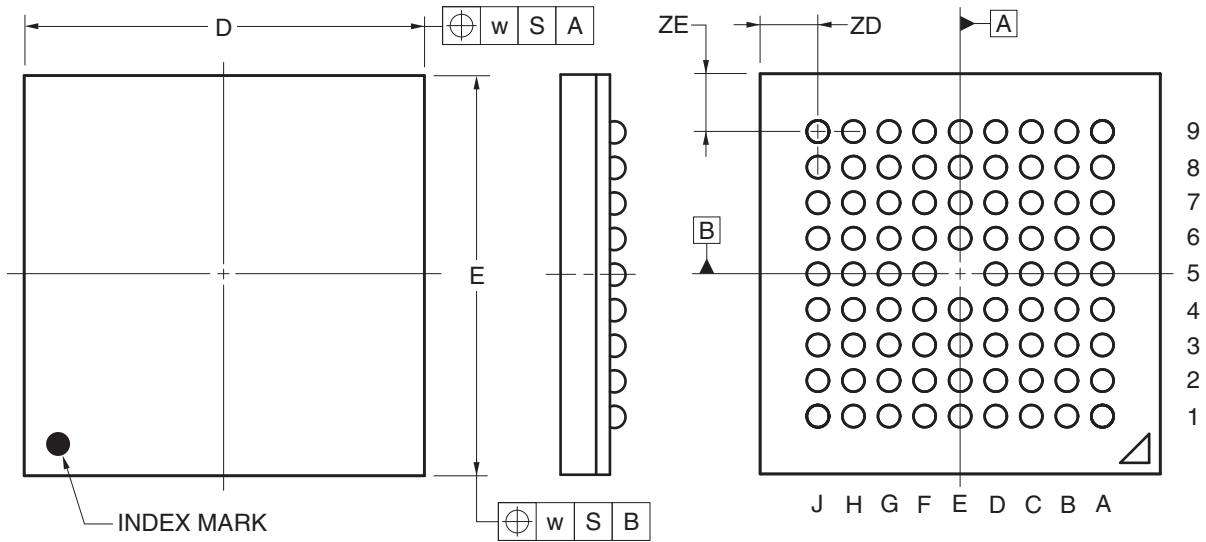 D
⌖ w S A
ZE
ZD
A
9
8
7
6
B
E
5
4
3
2
1
INDEX MARK
⌖ w S B
J H G F E D C B A